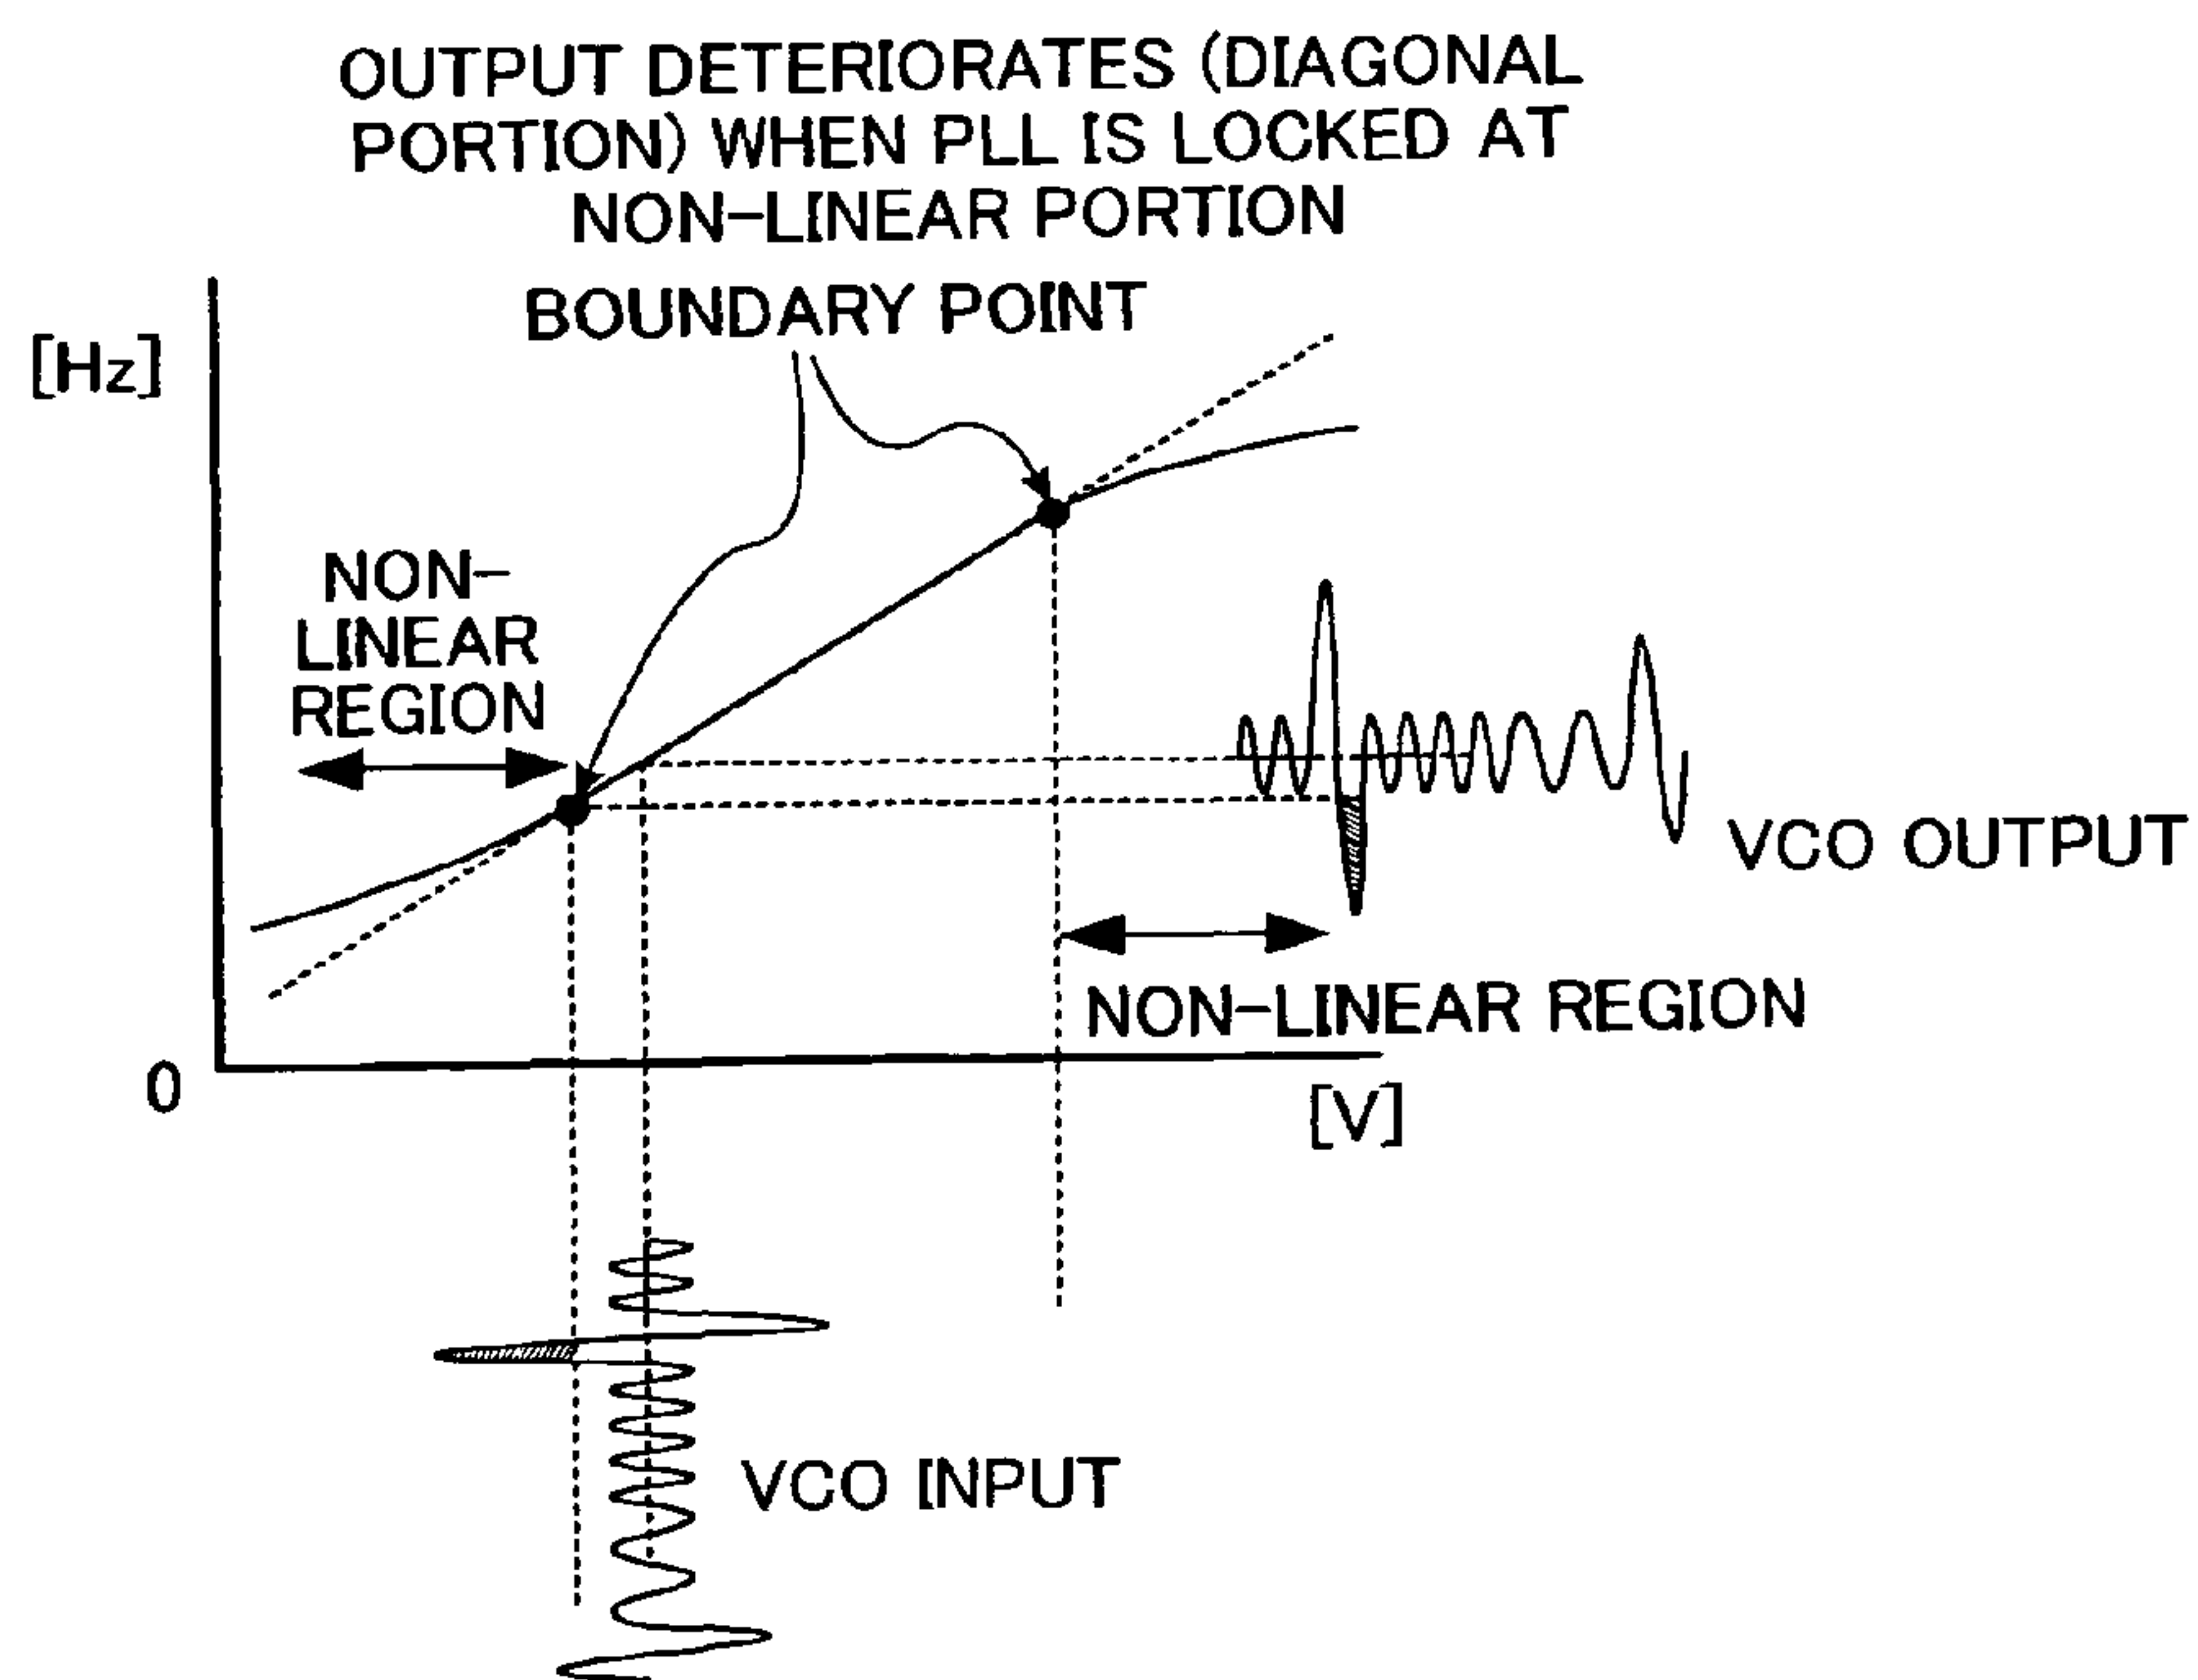 OUTPUT DETERIORATES (DIAGONAL
PORTION) WHEN PLL IS LOCKED AT
NON-LINEAR PORTION
BOUNDARY POINT
[Hz]
NON-
LINEAR
REGION
VCO OUTPUT
NON-LINEAR REGION
0
[V]
VCO INPUT